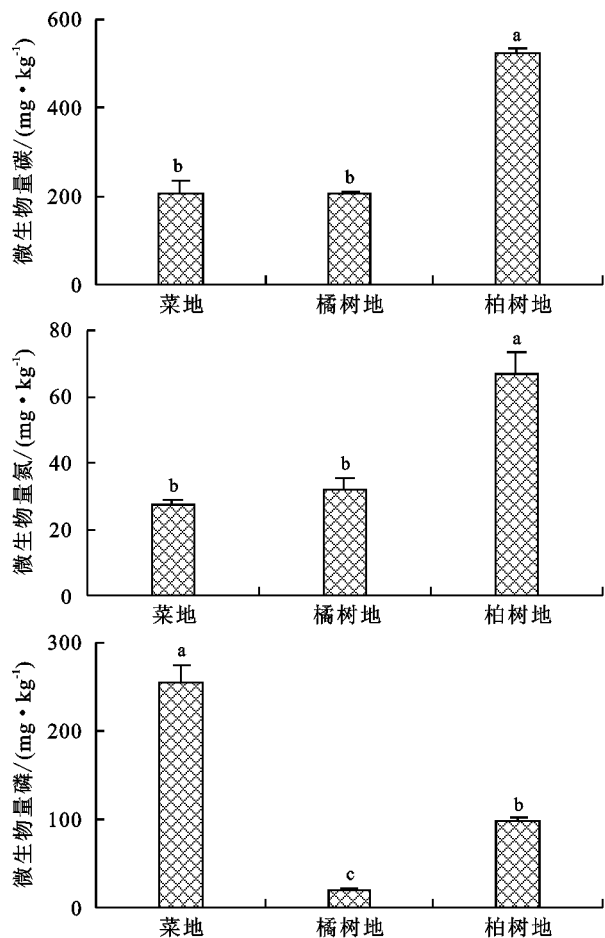 微生物量碳/(mg·kg⁻¹)
600
400
200
0
b
b
a
菜地
橘树地
柏树地
微生物量氮/(mg·kg⁻¹)
80
60
40
20
0
b
b
a
菜地
橘树地
柏树地
微生物量磷/(mg·kg⁻¹)
300
200
100
0
a
c
b
菜地
橘树地
柏树地